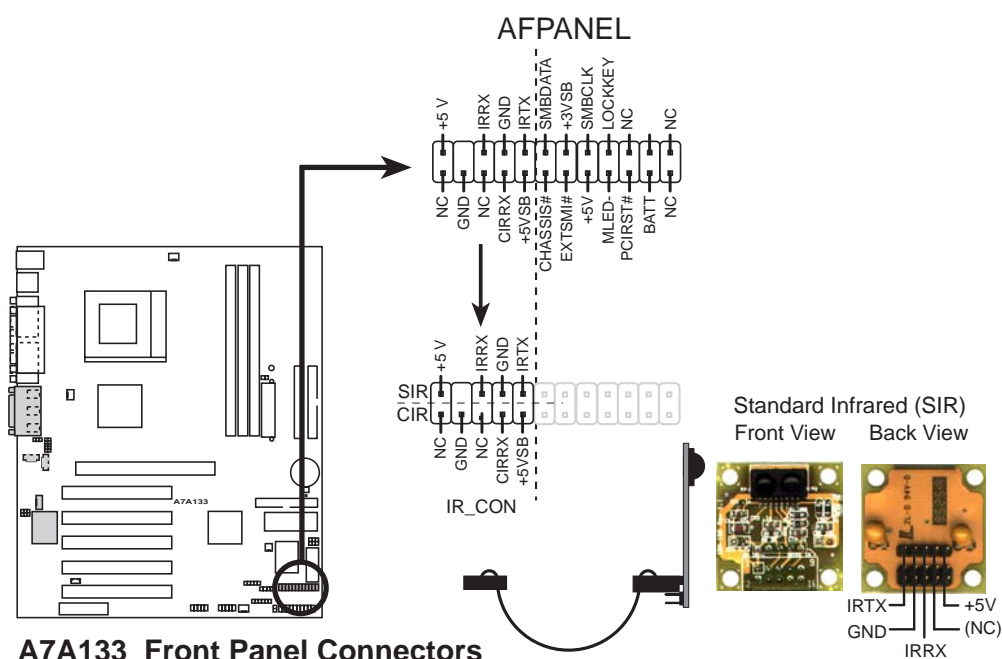 AFPANEL
+5 V
IRRX
GND
IRTX
SMBDATA
+3VSB
SMBCLK
LOCKKEY
NC
NC
NC
GND
NC
CIRRX
+5VSB
CHASSIS#
EXTSMI#
+5V
MLED-
PCIRST#
BATT
NC
+5 V
IRRX
GND
IRTX
SIR
CIR
NC
GND
NC
CIRRX
+5VSB
IR_CON
Standard Infrared (SIR)
Front View
Back View
A7A133
IRTX
+5V
GND
(NC)
IRRX
A7A133 Front Panel Connectors